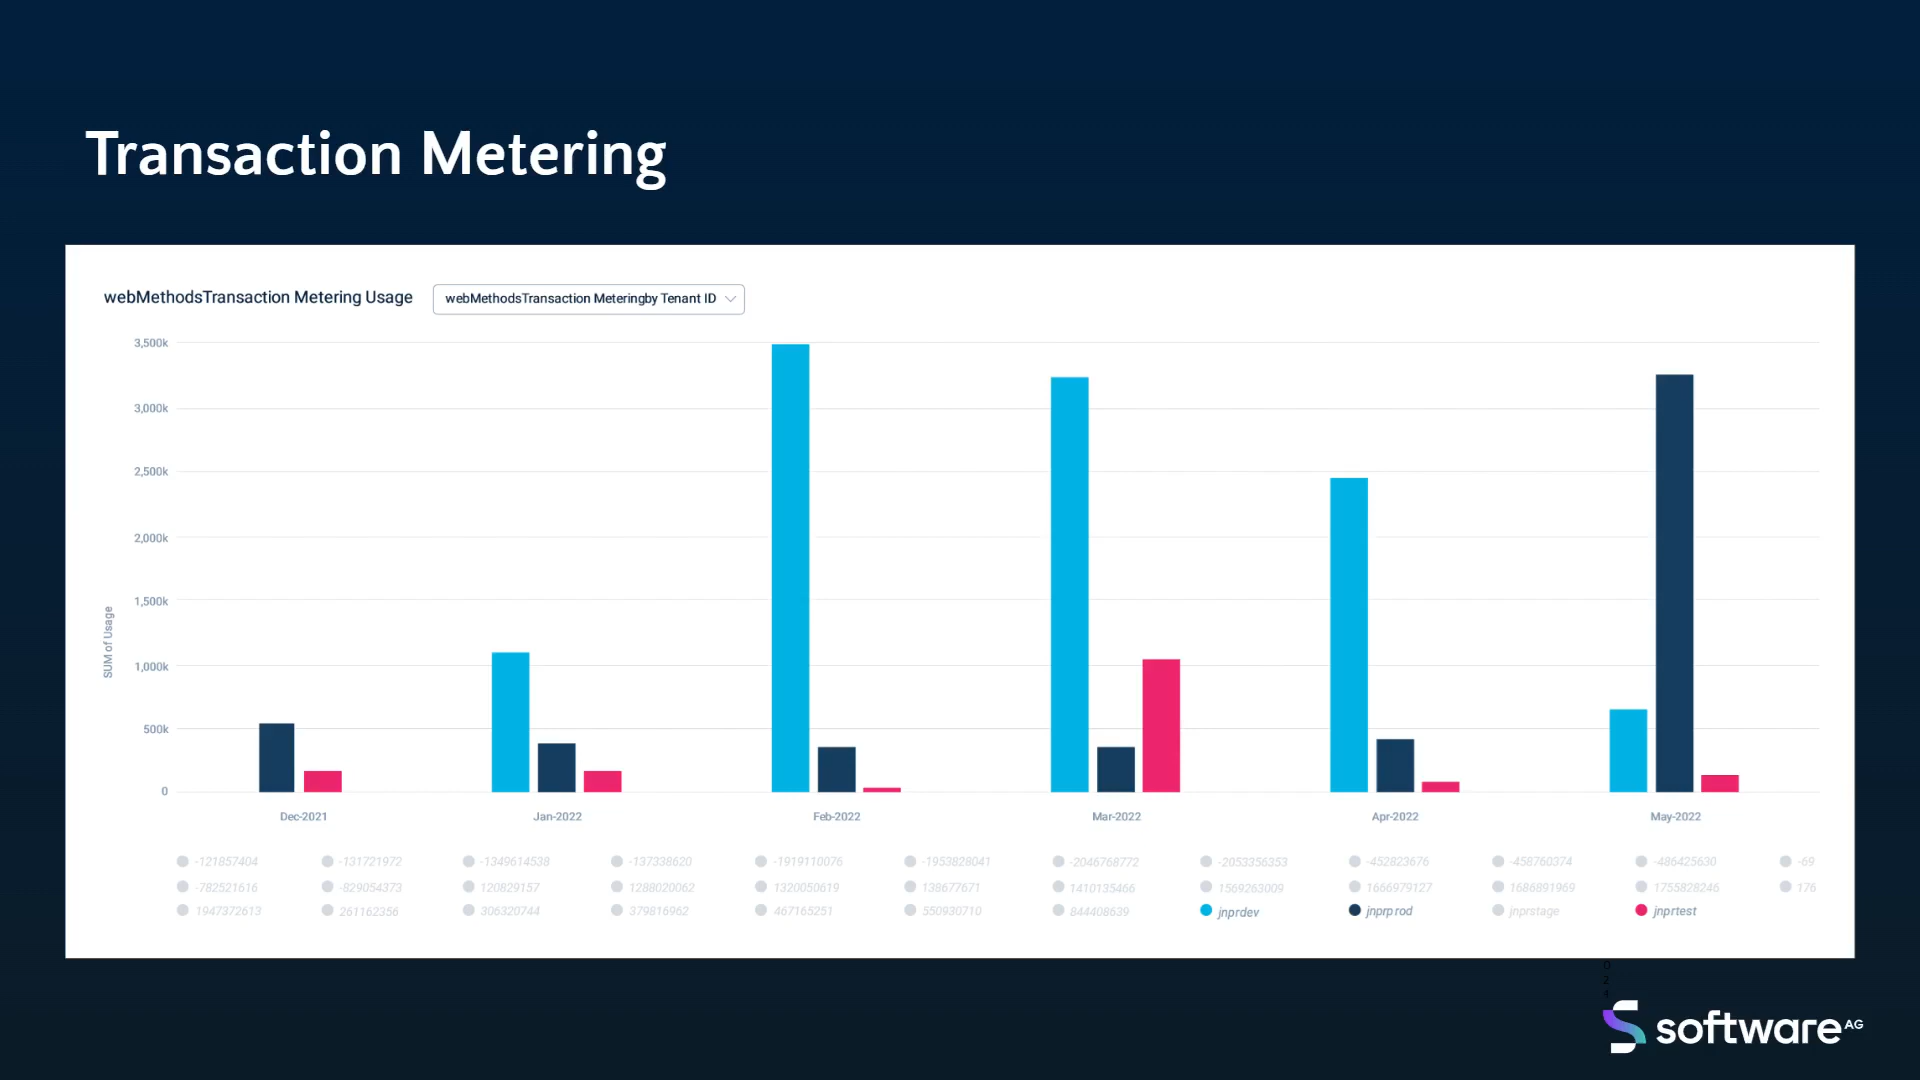 Transaction Metering
webMethodsTransaction Metering Usage
webMethodsTransaction Meteringby Tenant ID
3,500k
3,000k
2,500k
2,000k
1,500k
1,000k
500k
0
SUM of Usage
Dec-2021 Jan-2022 Feb-2022 Mar-2022 Apr-2022 May-2022
-121857404 -131721972 -1349614538 -137338620 -1919110076 -1953828041 -2046768772 -2053356353 -452823676 -458760374 -486425630 -69
-782521616 -829054373 120829157 1288020062 1320050619 138677671 1410135466 1569263009 1666979127 1686891969 1755828246 176
1947372613 261162356 306320744 379816962 467165251 550930710 844408639 jnprdev jnprprod jnprstage jnprtest
software AG